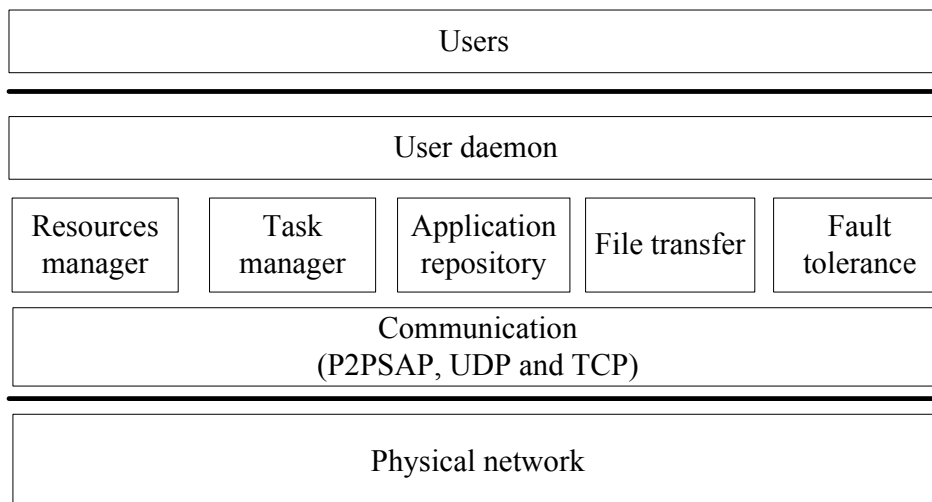 Users
User daemon
Resources
manager
Task
manager
Application
repository
File transfer
Fault
tolerance
Communication
(P2PSAP, UDP and TCP)
Physical network